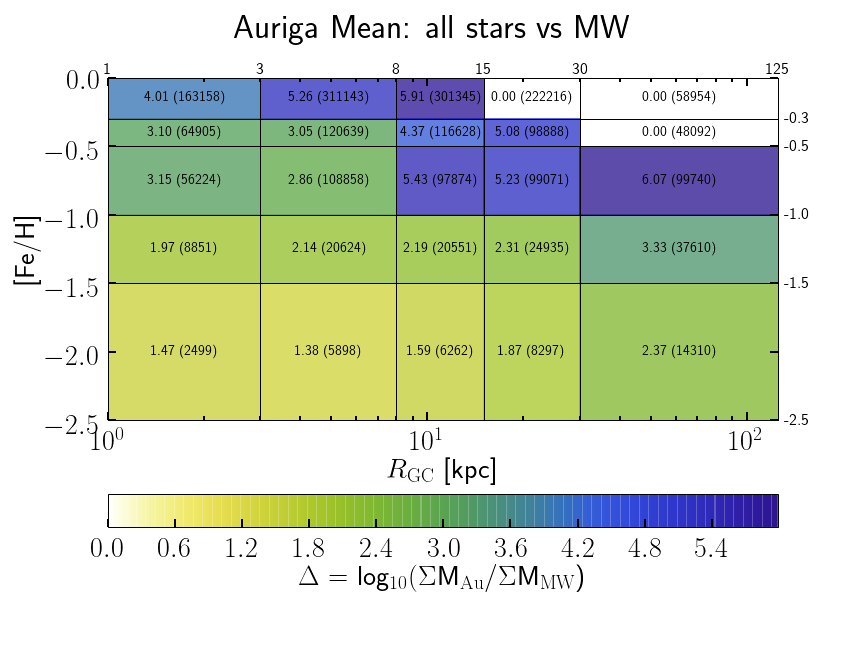 Auriga Mean: all stars vs MW
1 3 8 15 30 125
0.0
4.01 (163158) 5.26 (311143) 5.91 (301345) 0.00 (222216) 0.00 (58954)
-0.3
3.10 (64905) 3.05 (120639) 4.37 (116628) 5.08 (98888) 0.00 (48092)
−0.5 -0.5
3.15 (56224) 2.86 (108858) 5.43 (97874) 5.23 (99071) 6.07 (99740)
−1.0 -1.0
[Fe/H]
1.97 (8851) 2.14 (20624) 2.19 (20551) 2.31 (24935) 3.33 (37610)
−1.5 -1.5
1.47 (2499) 1.38 (5898) 1.59 (6262) 1.87 (8297) 2.37 (14310)
−2.0
−2.5 -2.5
10⁰ 10¹ 10²
R_GC [kpc]
0.0 0.6 1.2 1.8 2.4 3.0 3.6 4.2 4.8 5.4
Δ = log₁₀(ΣM_Au/ΣM_MW)